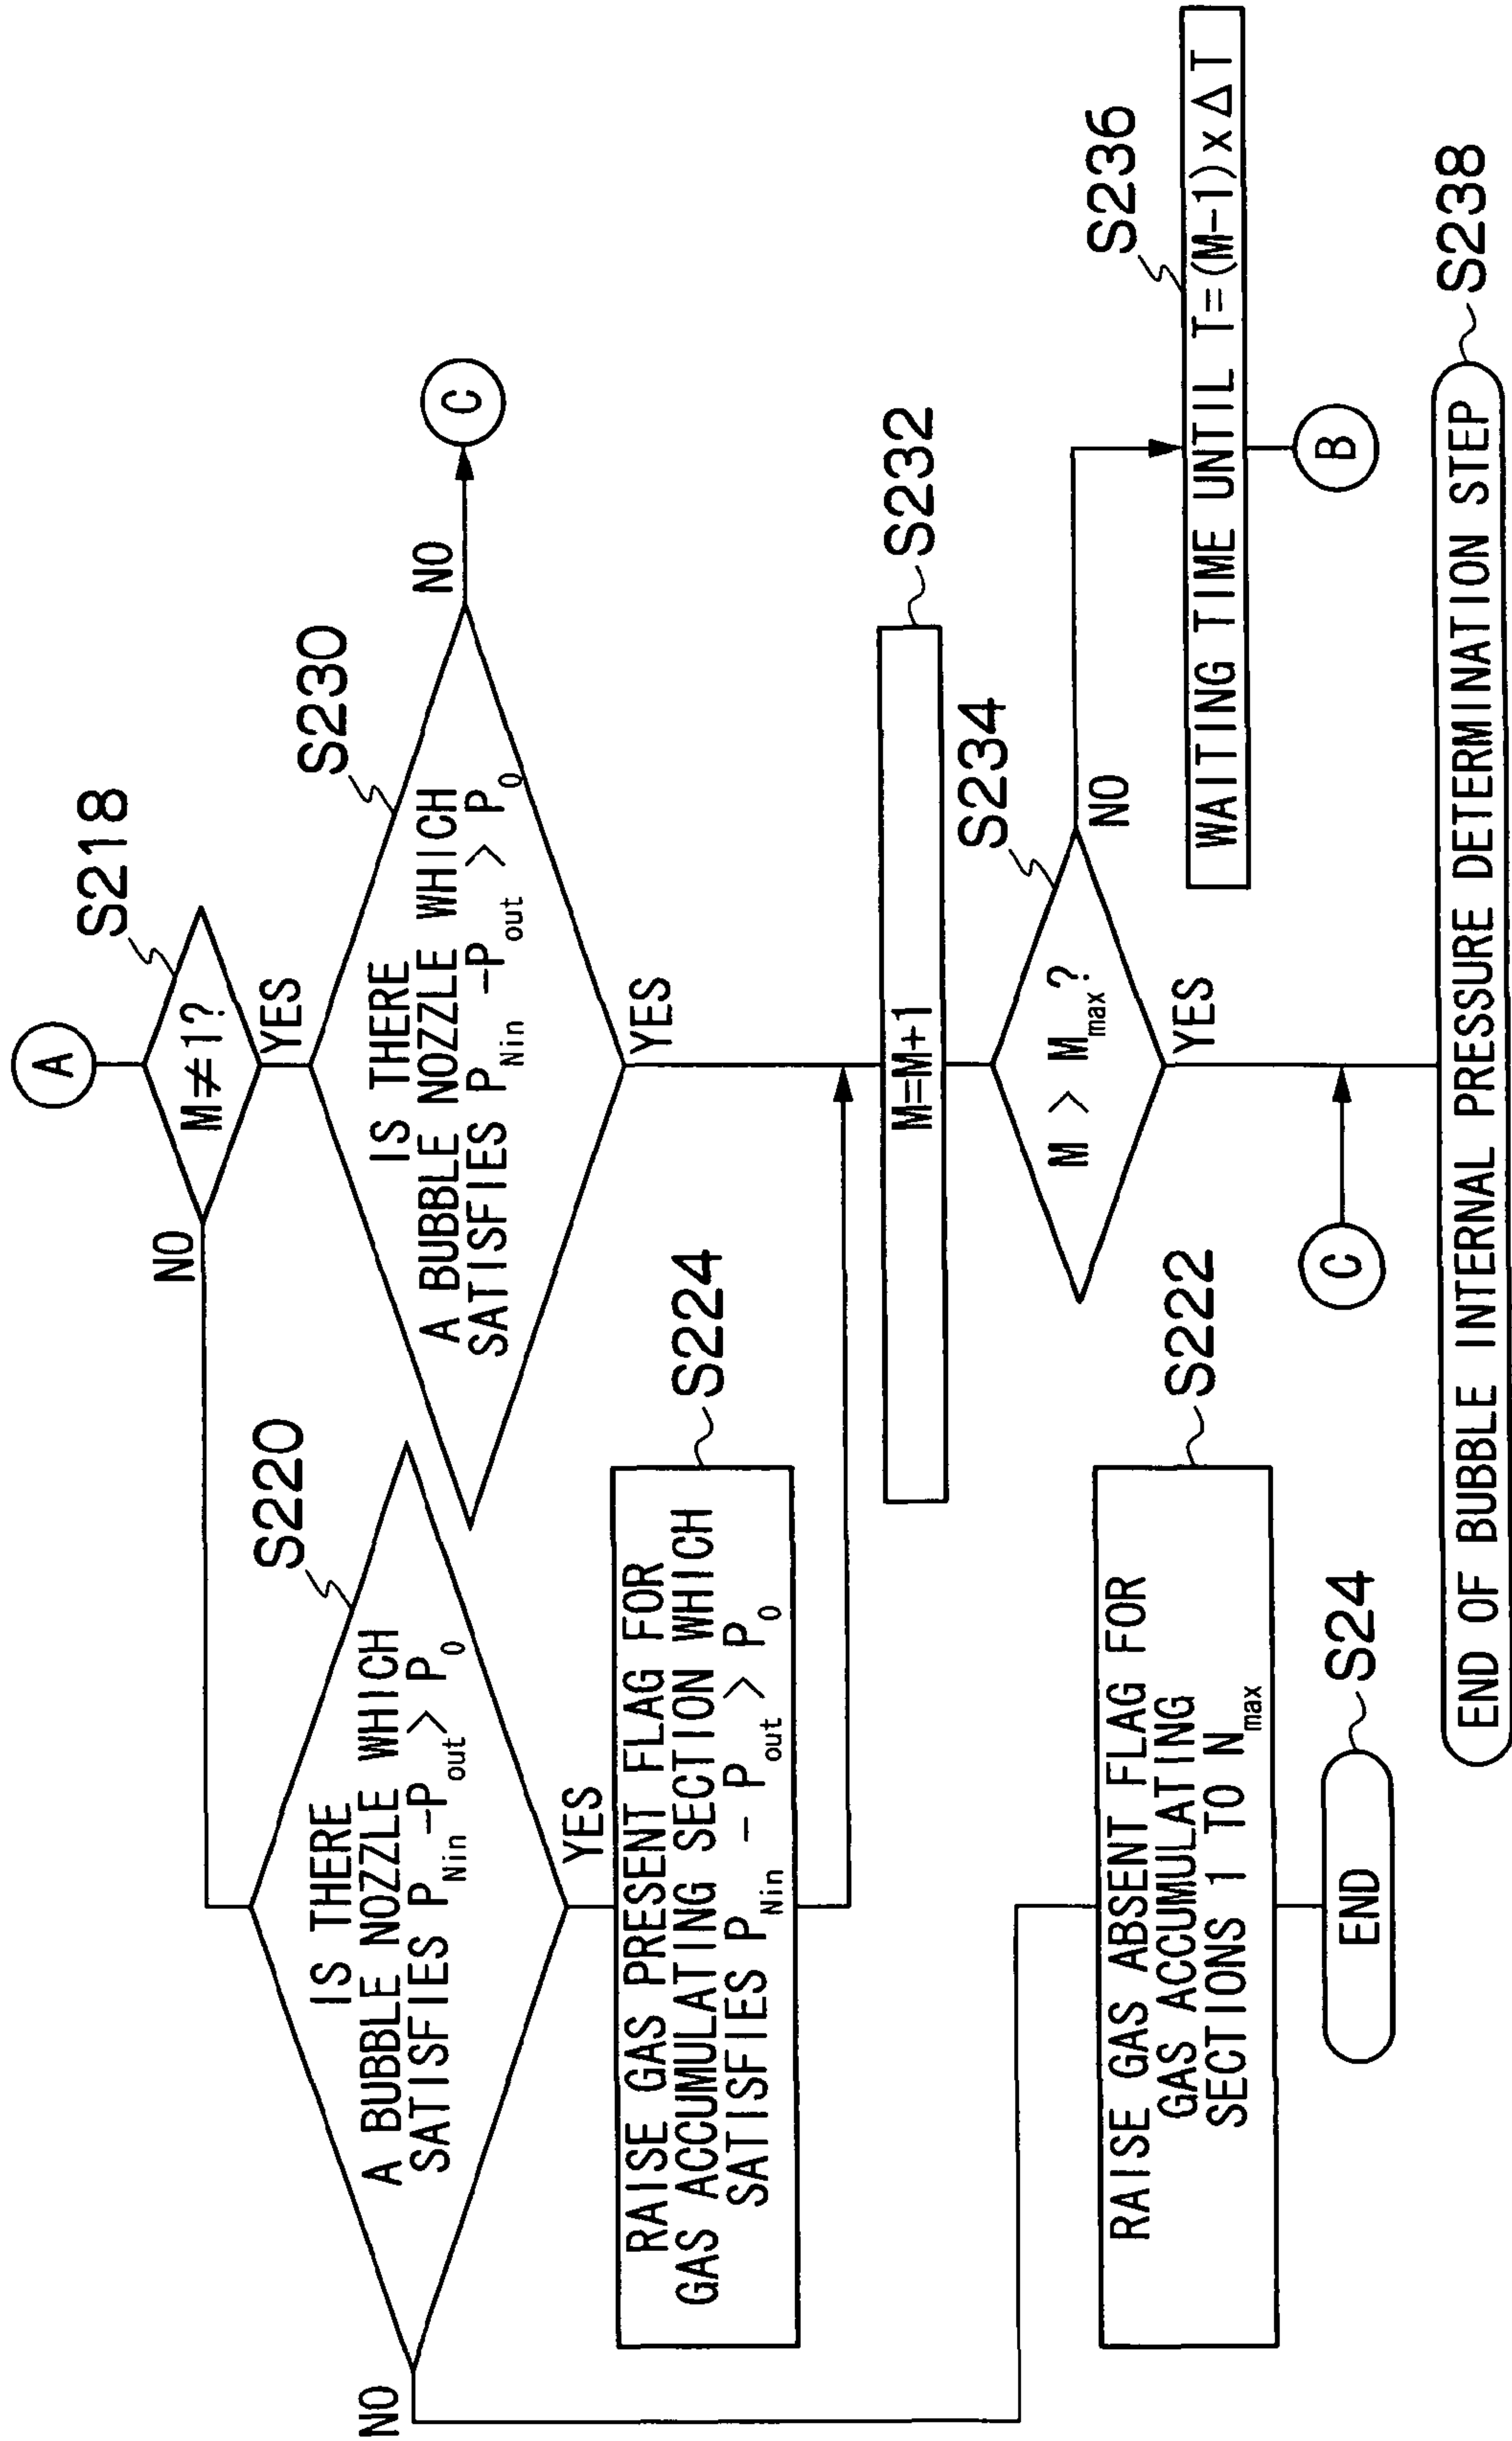 A
S218
M≠1?
NO
YES
S220
IS THERE
A BUBBLE NOZZLE WHICH
SATISFIES P_Nin -P_out > P_0
NO
YES
S230
IS THERE
A BUBBLE NOZZLE WHICH
SATISFIES P_Nin -P_out > P_0
NO
C
YES
S224
RAISE GAS PRESENT FLAG FOR
GAS ACCUMULATING SECTION WHICH
SATISFIES P_Nin - P_out > P_0
S232
M=M+1
S234
M > M_max?
NO
YES
S236
WAITING TIME UNTIL T=(M-1)×ΔT
B
S222
RAISE GAS ABSENT FLAG FOR
GAS ACCUMULATING
SECTIONS 1 TO N_max
C
S24
END
S238
END OF BUBBLE INTERNAL PRESSURE DETERMINATION STEP